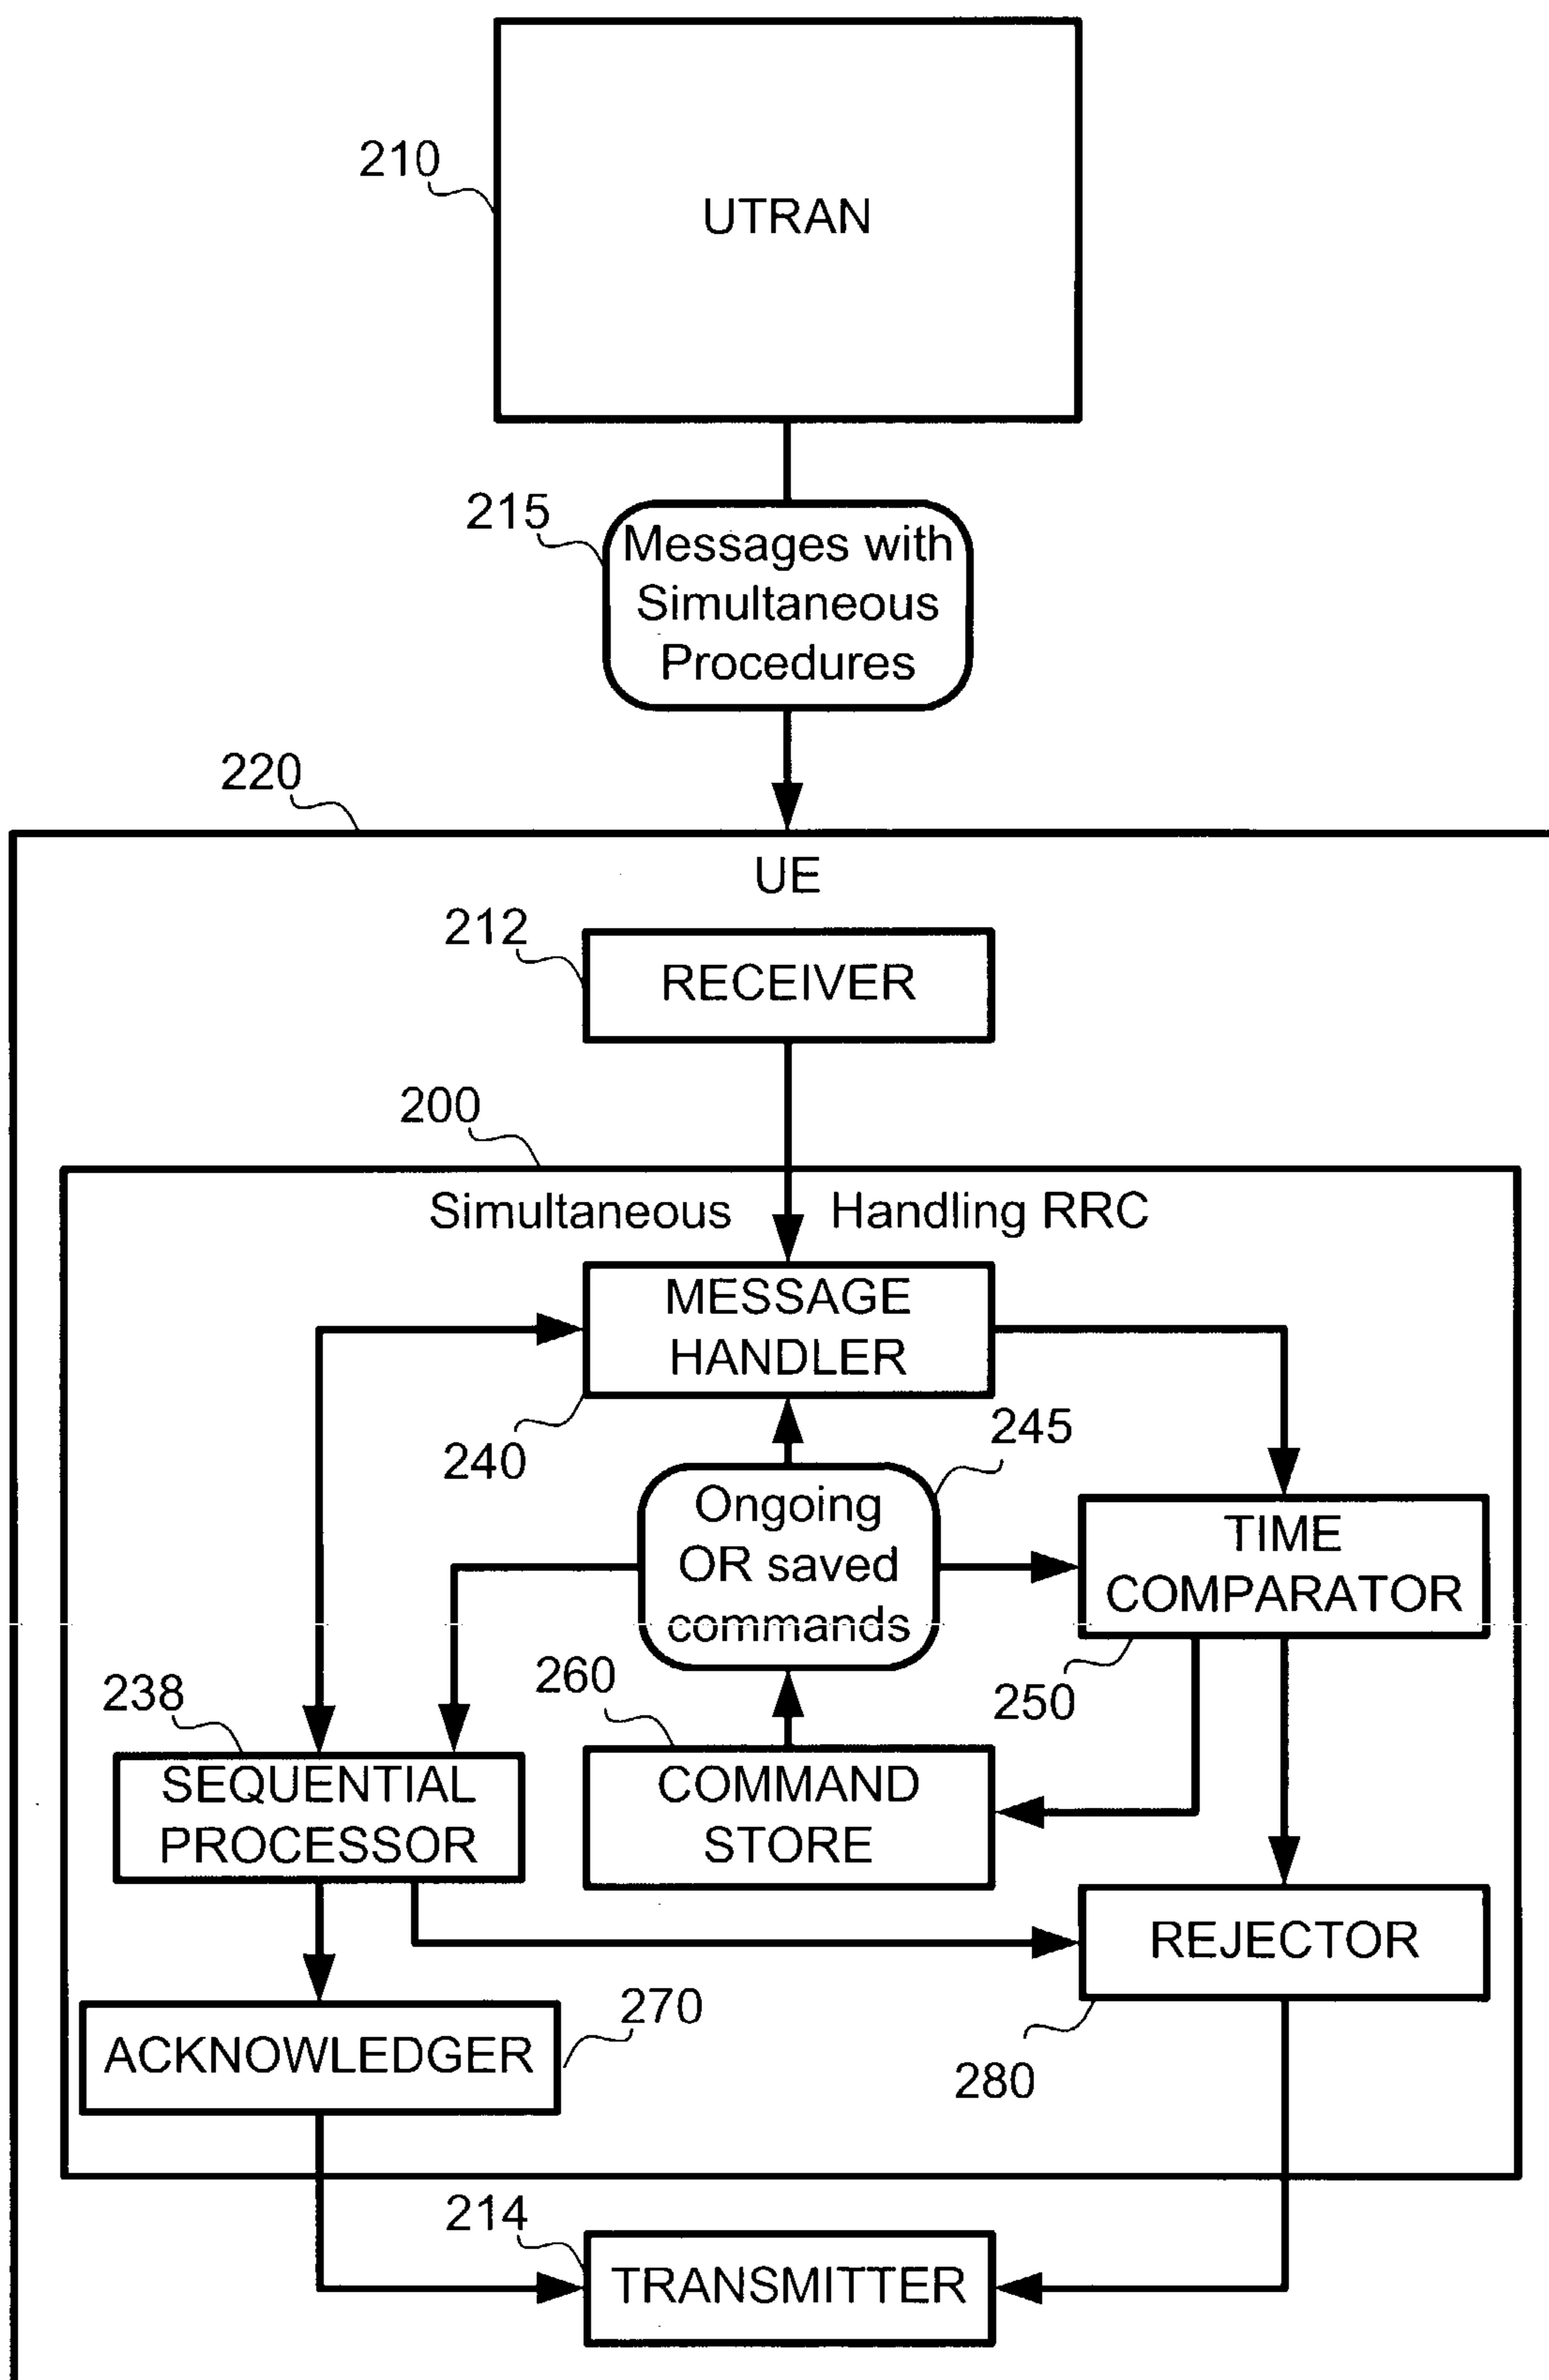 210
UTRAN
215
Messages with
Simultaneous
Procedures
220
UE
212
RECEIVER
200
Simultaneous Handling RRC
MESSAGE
HANDLER
240
245
Ongoing
OR saved
commands
TIME
COMPARATOR
250
238
260
SEQUENTIAL
PROCESSOR
COMMAND
STORE
REJECTOR
280
270
ACKNOWLEDGER
214
TRANSMITTER